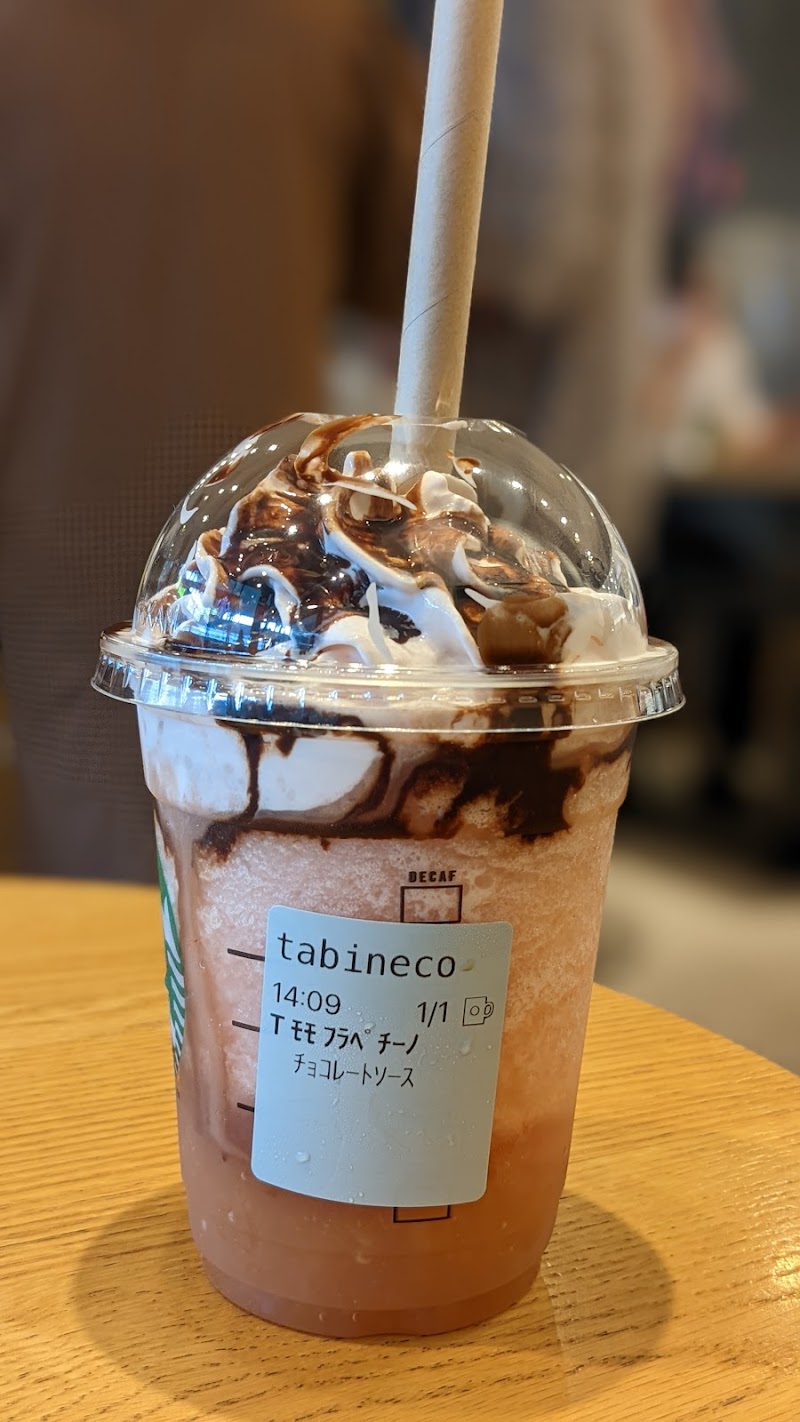 DECAF
tabineco
14:09 1/1
T モモ フラペチーノ
チョコレートソース